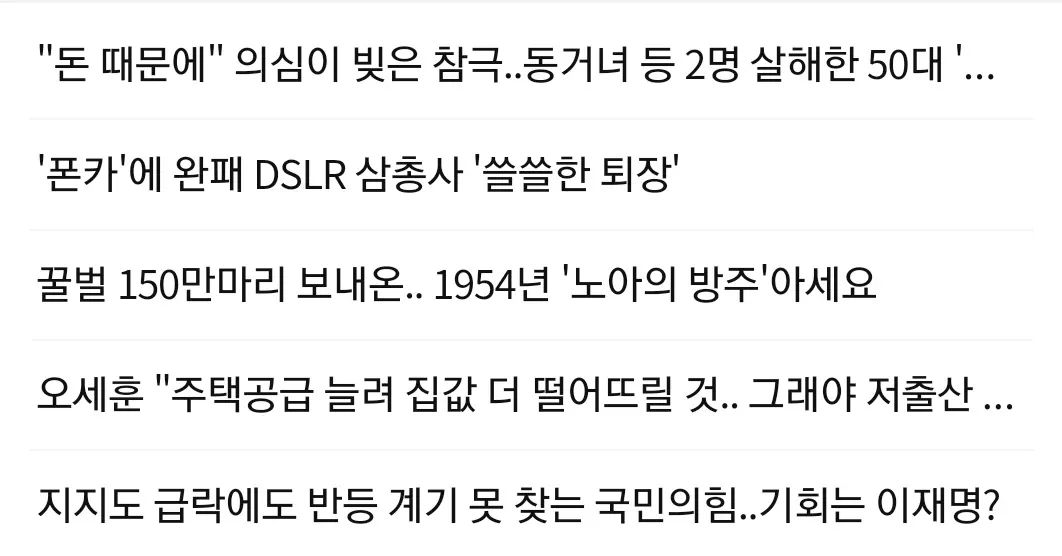 "돈 때문에" 의심이 빚은 참극..동거녀 등 2명 살해한 50대 '...
'폰카'에 완패 DSLR 삼총사 '쓸쓸한 퇴장'
꿀벌 150만마리 보내온.. 1954년 '노아의 방주'아세요
오세훈 "주택공급 늘려 집값 더 떨어뜨릴 것.. 그래야 저출산 ...
지지도 급락에도 반등 계기 못 찾는 국민의힘..기회는 이재명?